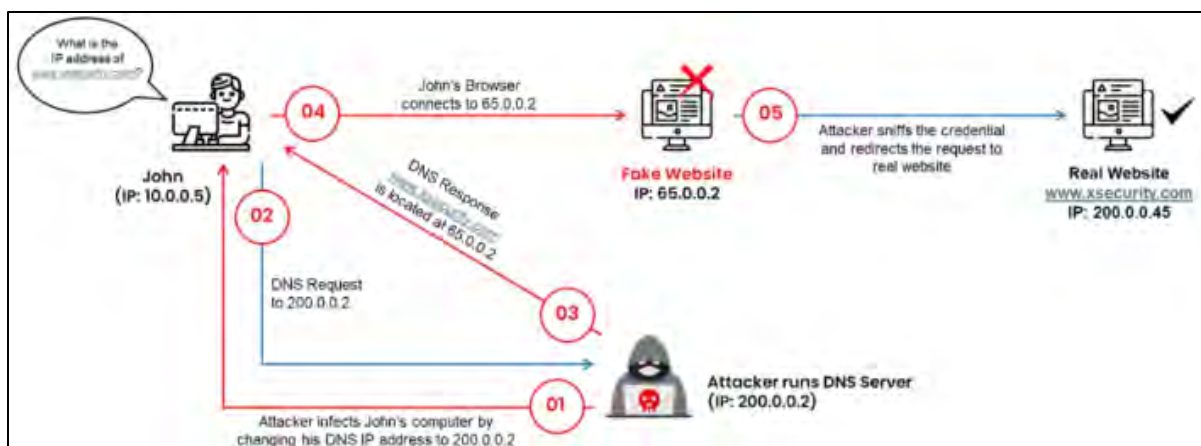 What is the
IP address of
04
John's Browser
connects to 65.0.0.2
05
Attacker sniffs the credential
and redirects the request to
real website
John
(IP: 10.0.0.5)
Fake Website
IP: 65.0.0.2
Real Website
www.xsecurity.com
IP: 200.0.0.45
02
DNS Response
is located at 65.0.0.2
DNS Request
to 200.0.0.2
03
Attacker runs DNS Server
(IP: 200.0.0.2)
01
Attacker infects John's computer by
changing his DNS IP address to 200.0.0.2